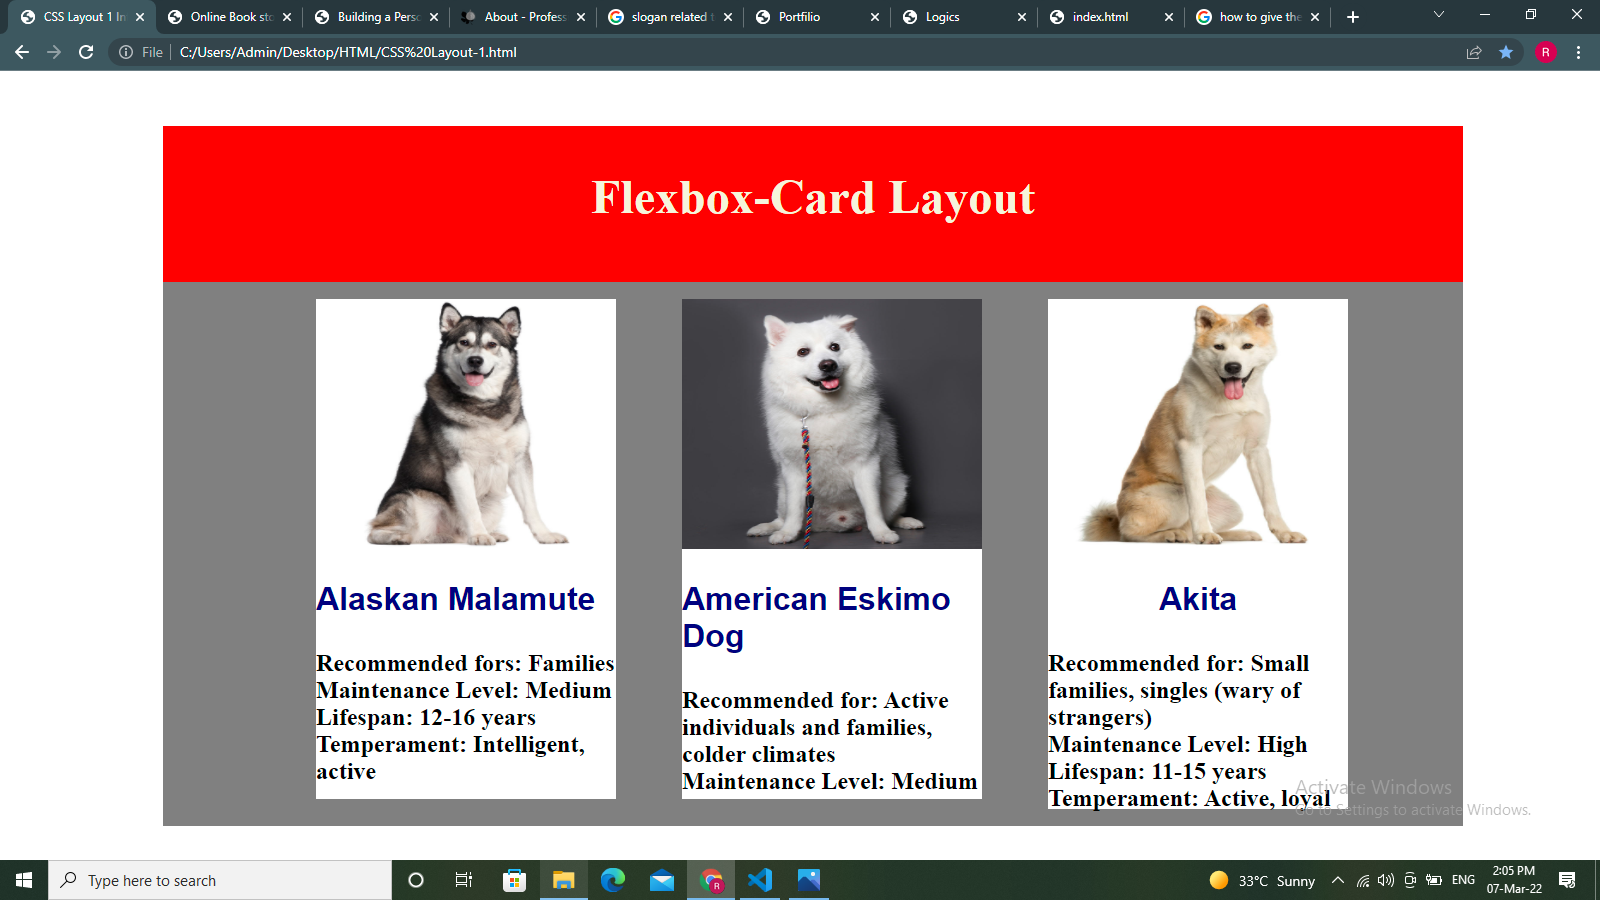 CSS Layout 1 In
Online Book sto
Building a Perso
About - Profess
slogan related t
Portfilio
Logics
index.html
how to give the
File
C:/Users/Admin/Desktop/HTML/CSS%20Layout-1.html
R
Flexbox-Card Layout
Alaskan Malamute
Recommended fors: Families
Maintenance Level: Medium
Lifespan: 12-16 years
Temperament: Intelligent,
active
American Eskimo
Dog
Recommended for: Active
individuals and families,
colder climates
Maintenance Level: Medium
Akita
Recommended for: Small
families, singles (wary of
strangers)
Maintenance Level: High
Lifespan: 11-15 years
Temperament: Active, loyal
Activate Windows
Go to Settings to activate Windows.
Type here to search
R
33°C Sunny
ENG
2:05 PM
07-Mar-22